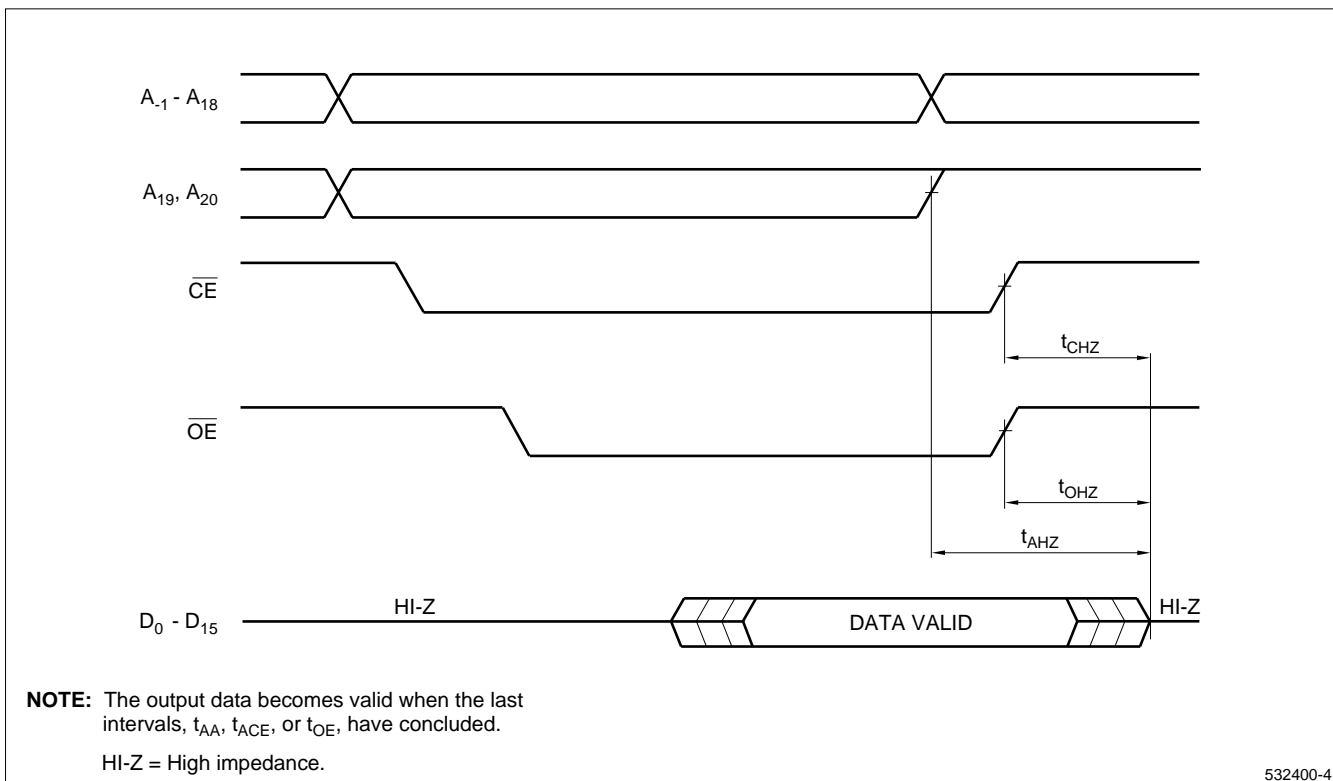 A-1 - A18
A19, A20
CE
tCHZ
OE
tOHZ
tAHZ
D0 - D15
HI-Z
DATA VALID
HI-Z
NOTE: The output data becomes valid when the last
intervals, tAA, tACE, or tOE, have concluded.
HI-Z = High impedance.
532400-4